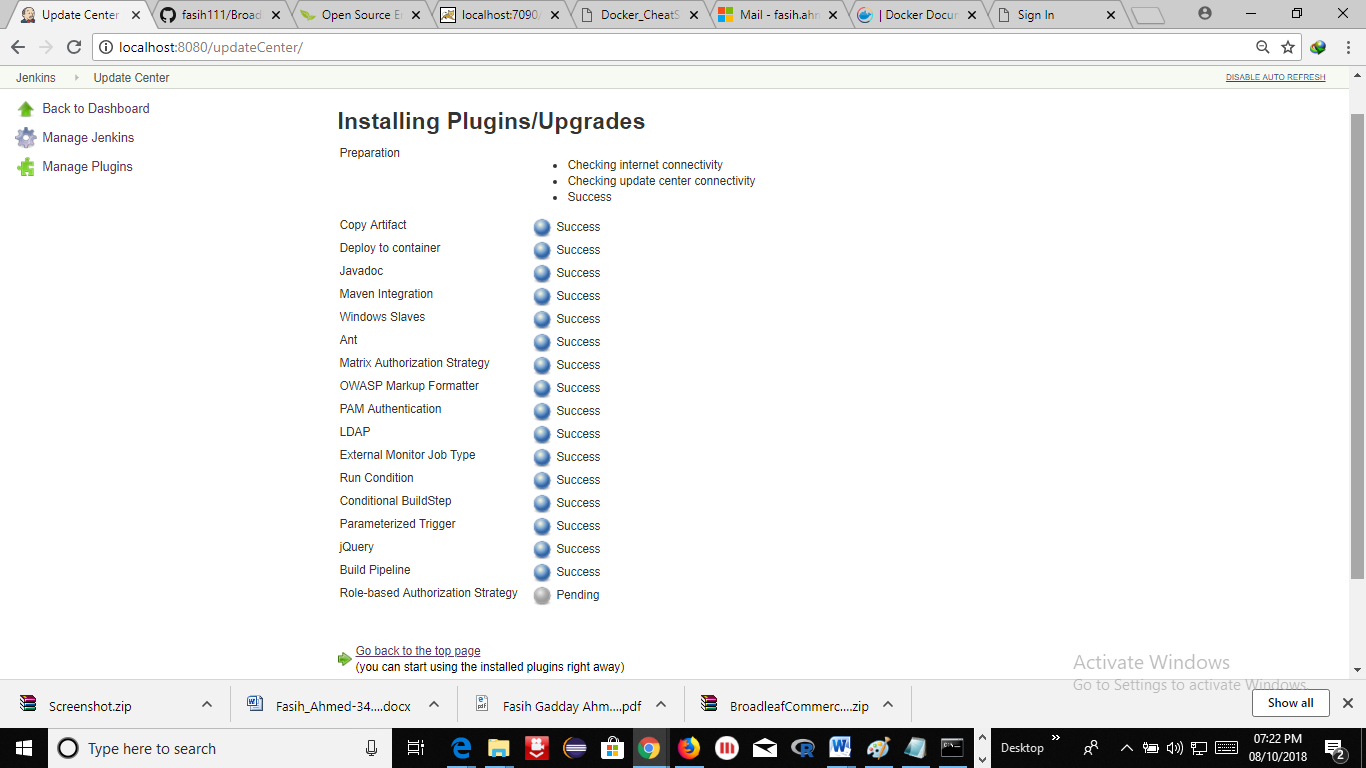 Update Center
fasih111/Broad
Open Source E
localhost:7090/
Docker_CheatS
Mail - fasih.ahm
| Docker Docum
Sign In
localhost:8080/updateCenter/
Jenkins
Update Center
DISABLE AUTO REFRESH
Back to Dashboard
Manage Jenkins
Manage Plugins
Installing Plugins/Upgrades
Preparation
• Checking internet connectivity
• Checking update center connectivity
• Success
Copy Artifact Success
Deploy to container Success
Javadoc Success
Maven Integration Success
Windows Slaves Success
Ant Success
Matrix Authorization Strategy Success
OWASP Markup Formatter Success
PAM Authentication Success
LDAP Success
External Monitor Job Type Success
Run Condition Success
Conditional BuildStep Success
Parameterized Trigger Success
jQuery Success
Build Pipeline Success
Role-based Authorization Strategy Pending
Go back to the top page
(you can start using the installed plugins right away)
Activate Windows
Go to Settings to activate Windows.
Screenshot.zip
Fasih_Ahmed-34....docx
Fasih Gadday Ahm....pdf
BroadleafCommerc....zip
Show all
Type here to search
Desktop
07:22 PM
08/10/2018
2